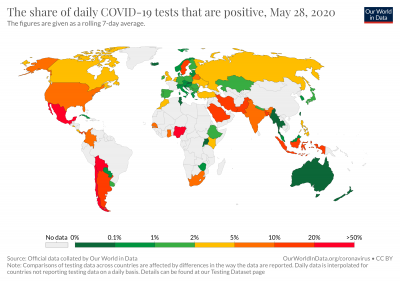 The share of daily COVID-19 tests that are positive, May 28, 2020
The figures are given as a rolling 7-day average.
Our World
in Data
No data 0% 0.1% 1% 2% 5% 10% 20% >50%
Source: Official data collated by Our World in Data
OurWorldInData.org/coronavirus • CC BY
Note: Comparisons of testing data across countries are affected by differences in the way the data are reported. Daily data is interpolated for
countries not reporting testing data on a daily basis. Details can be found at our Testing Dataset page